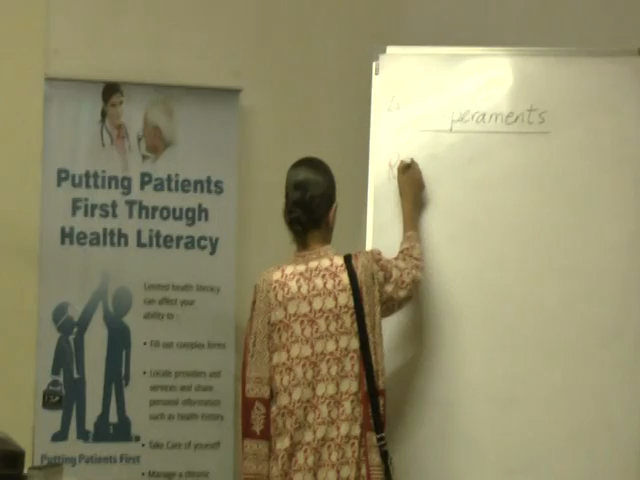 Putting Patients
First Through
Health Literacy
Limited health literacy
can affect your
ability to :
• Fill out complex forms
• Locate providers and
services and share
personal information
such as health history
• Take Care of yourself
Putting Patients First
• Manage a chronic
peraments